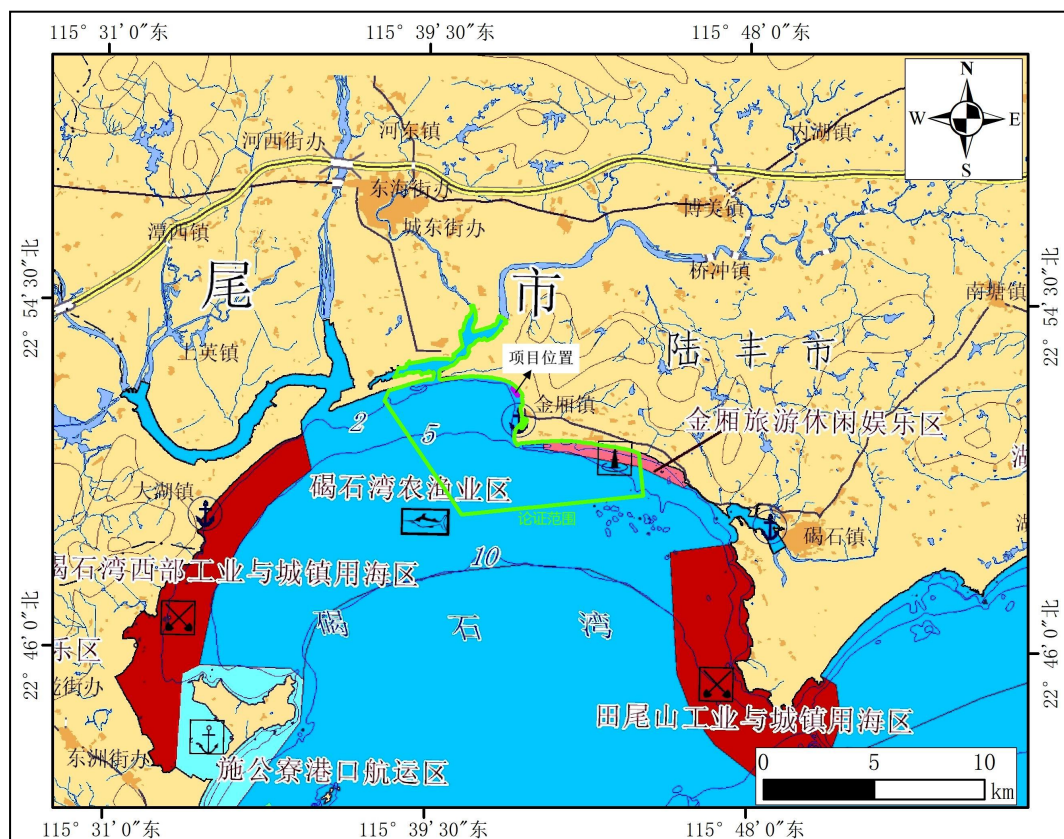 115° 31′0″东
115° 39′30″东
115° 48′0″东
N
W
E
S
河西街办
河东镇
内湖镇
东海街办
城东街办
博美镇
潭西镇
桥冲镇
南塘镇
22° 54′30″北
22° 54′30″北
尾
市
陆丰市
上英镇
项目位置
金厢镇
金厢旅游休闲娱乐区
湖
2
5
碣石湾农渔业区
大湖镇
论证范围
碣石镇
湖
10
碣石湾西部工业与城镇用海区
碣石湾
22° 46′0″北
22° 46′0″北
乐区
街办
田尾山工业与城镇用海区
东洲街办
施公寮港口航运区
0
5
10
km
115° 31′0″东
115° 39′30″东
115° 48′0″东